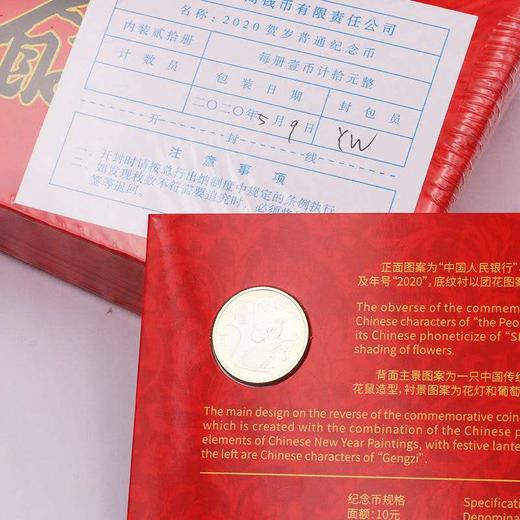 钱币有限责任公司
名称:2020贺岁普通纪念币
内装贰拾册
每册壹币计拾元整
计数员
包装日期
封包员
二〇二〇年5月9日
YW
开 封 线
注意事项
一、开封时请按点行出纳制度中规定的条例执行
二、如发现枚数不符需要追究时,必须将
签等退回。
正面图案为“中国人民银行”、
及年号“2020”,底纹衬以团花图案
The obverse of the commemo
Chinese characters of “the Peo
its Chinese phoneticize of “SH
shading of flowers.
背面主景图案为一只中国传统
花鼠造型,衬景图案为花灯和葡萄
The main design on the reverse of the commemorative coin
which is created with the combination of the Chinese p
elements of Chinese New Year Paintings, with festive lante
the left are Chinese characters of “Gengzi”.
纪念币规格
面额:10元
Specification
Denomina